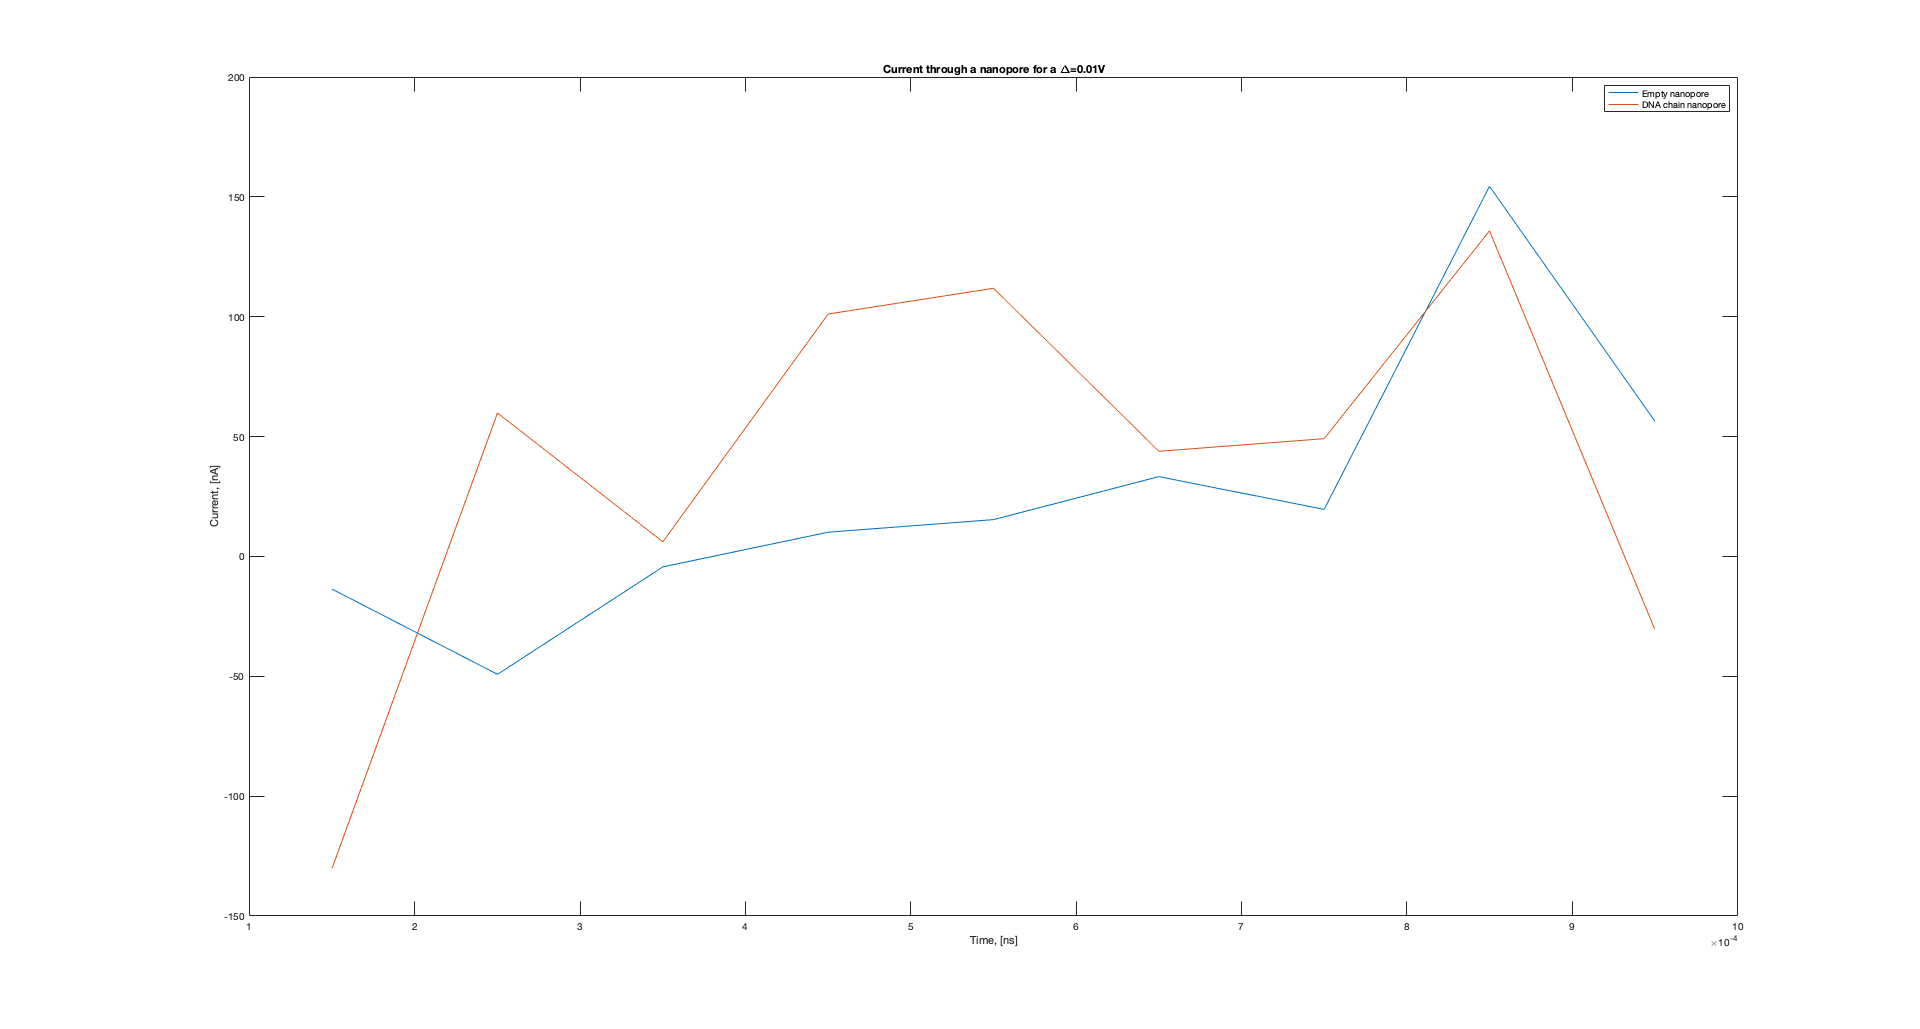 Current through a nanopore for a Δ=0.01V
Empty nanopore
DNA chain nanopore
200
150
100
50
0
-50
-100
-150
Current, [nA]
1 2 3 4 5 6 7 8 9 10
Time, [ns]
×10⁻⁴